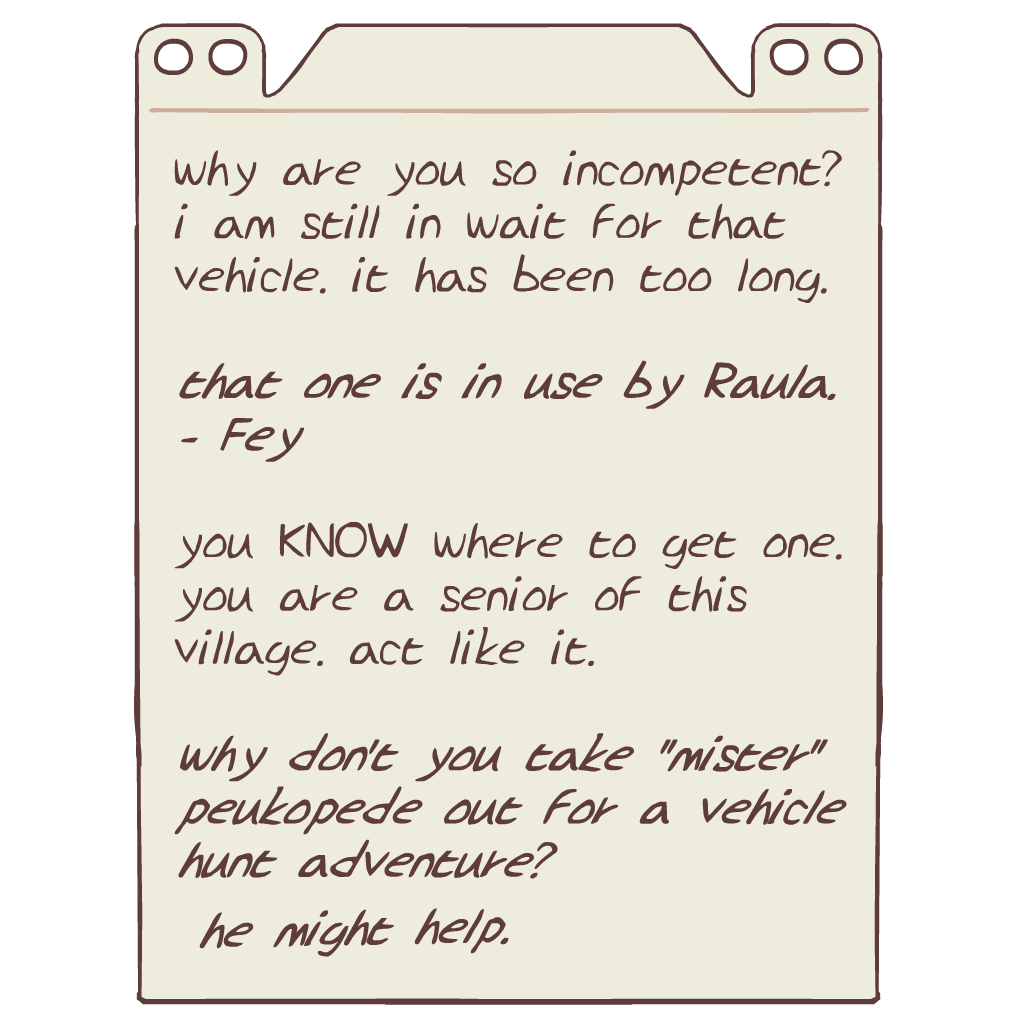 why are you so incompetent?
i am still in wait for that
vehicle. it has been too long.
that one is in use by Raula.
- Fey
you KNOW where to get one.
you are a senior of this
village. act like it.
why don't you take "mister"
peukopede out for a vehicle
hunt adventure?
he might help.